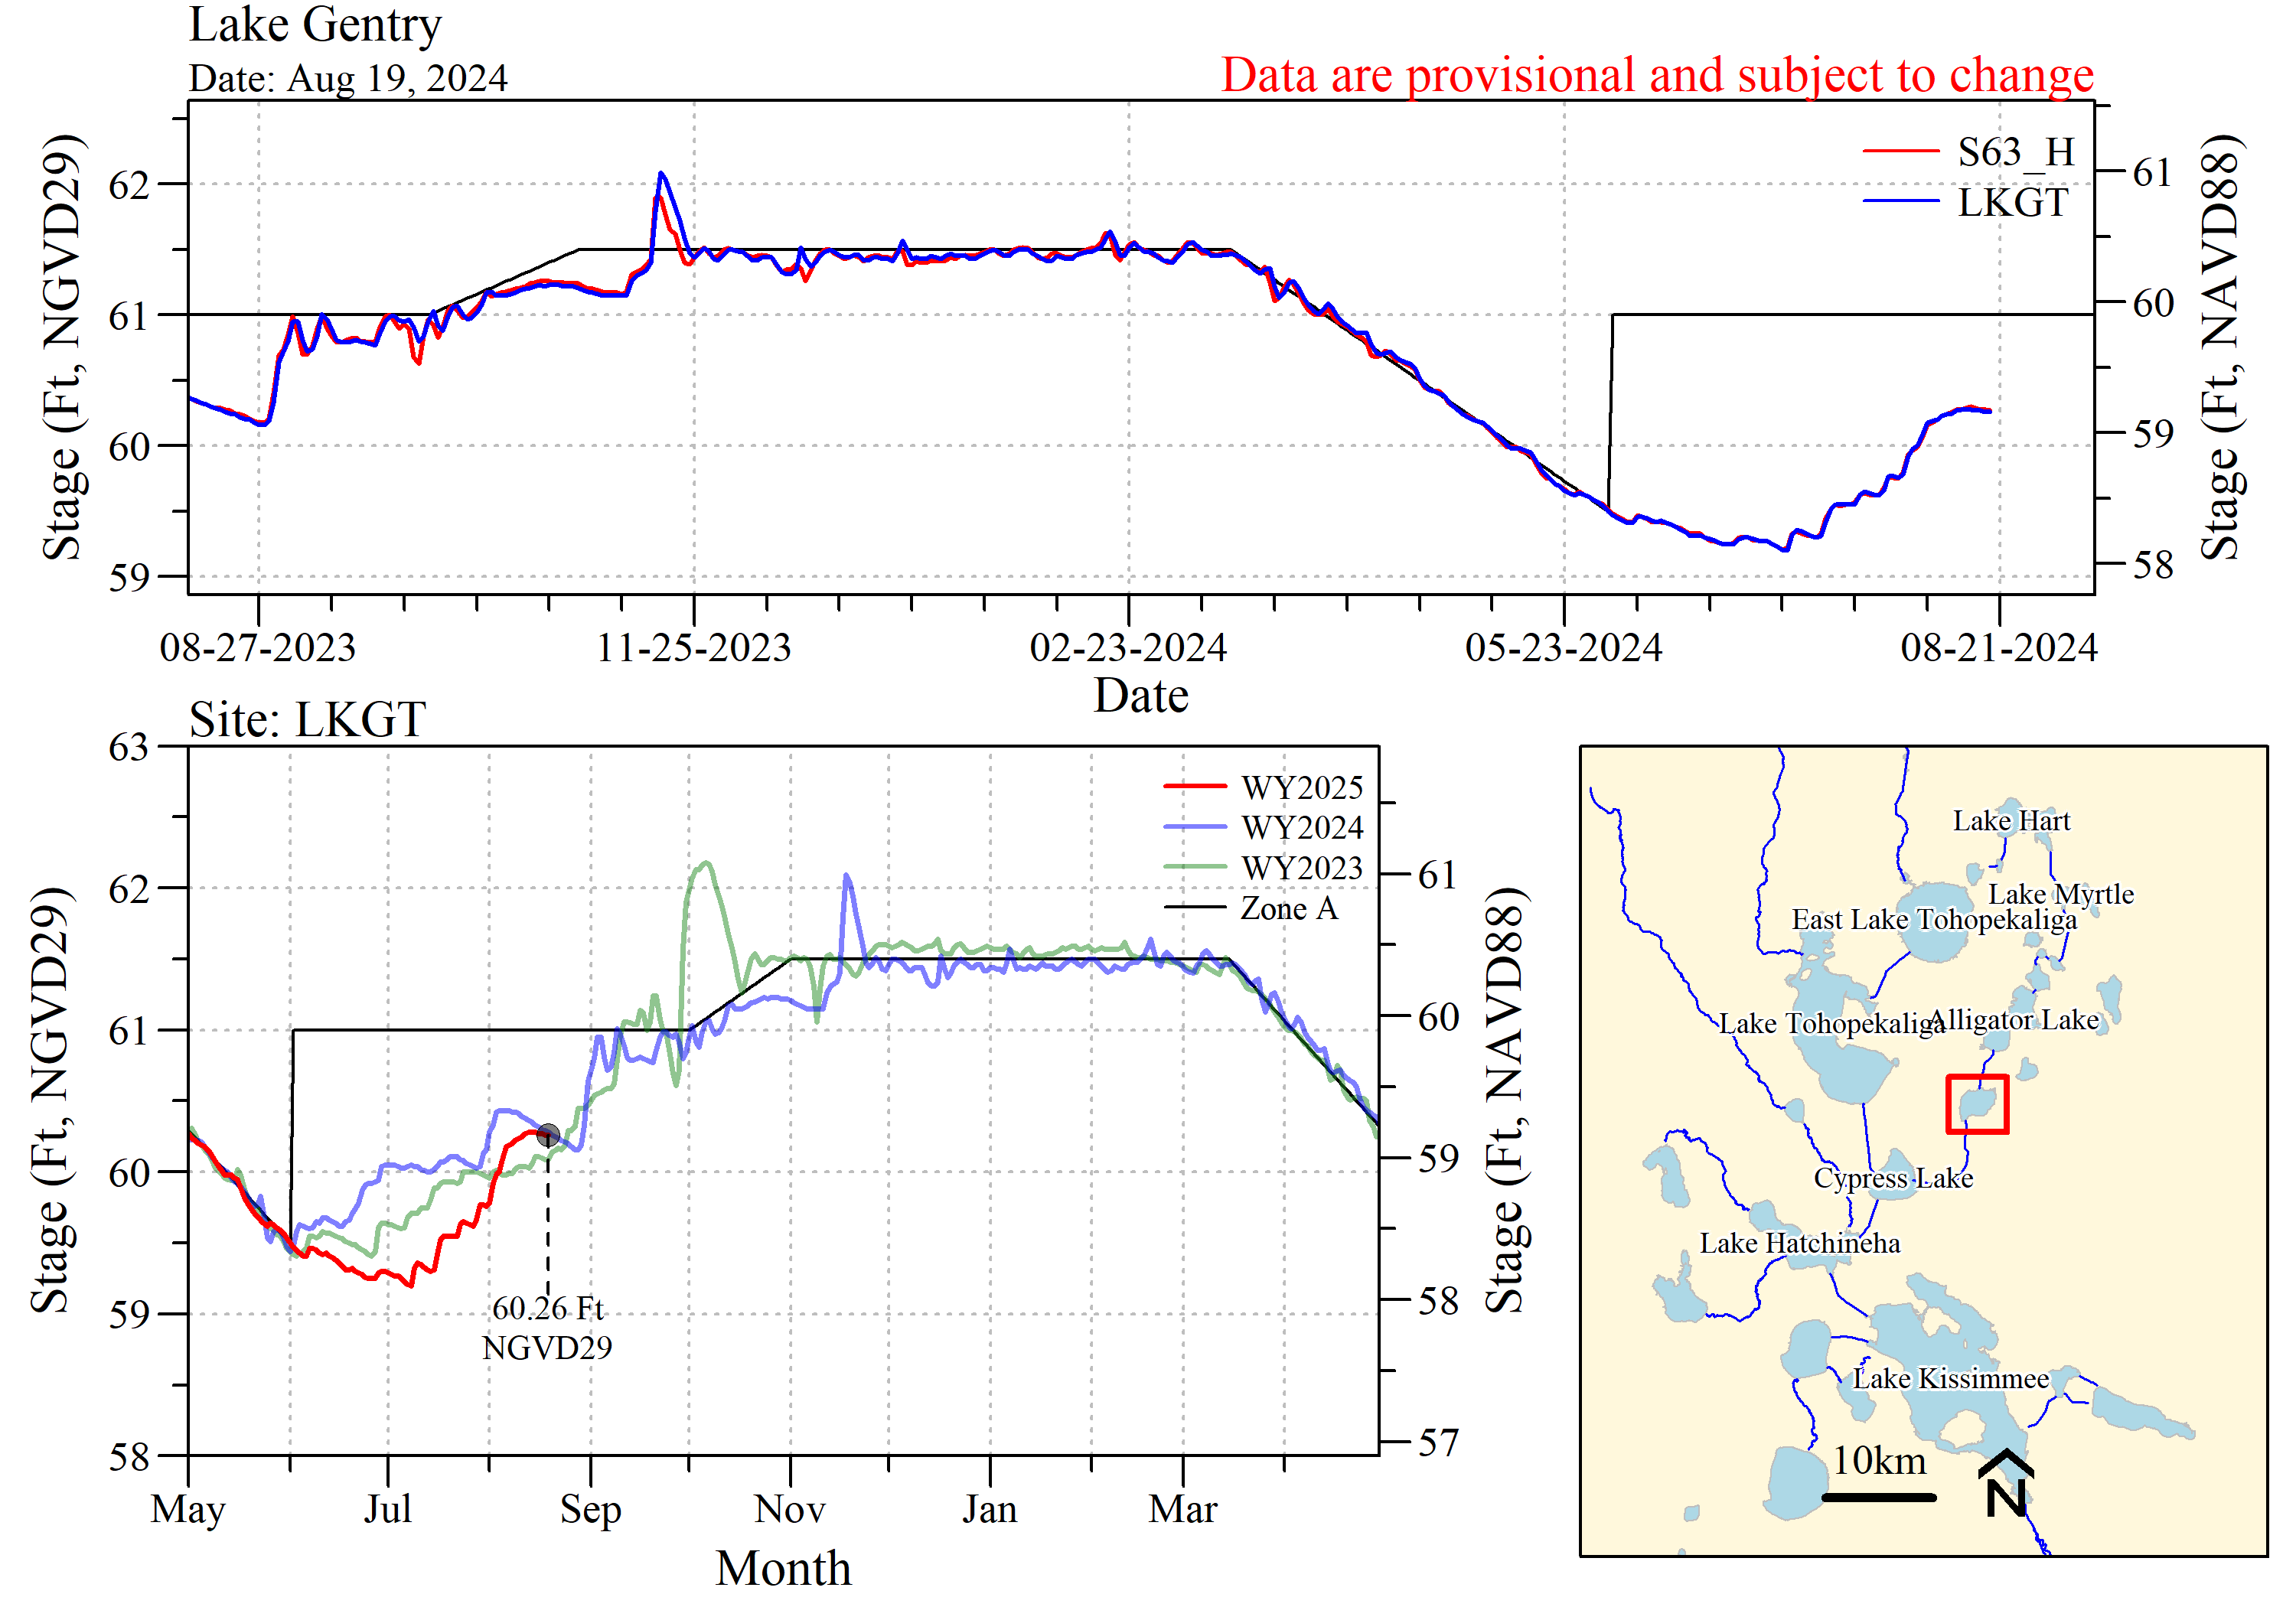 Lake Gentry
Date: Aug 19, 2024
Data are provisional and subject to change
Stage (Ft, NGVD29)
62
61
60
59
S63_H
LKGT
61
60
59
58
Stage (Ft, NAVD88)
08-27-2023 11-25-2023 02-23-2024 05-23-2024 08-21-2024
Date
Site: LKGT
Stage (Ft, NGVD29)
63
62
61
60
59
58
WY2025
WY2024
WY2023
Zone A
60.26 Ft
NGVD29
61
60
59
58
57
Stage (Ft, NAVD88)
May Jul Sep Nov Jan Mar
Month
Lake Hart
Lake Myrtle
East Lake Tohopekaliga
Lake Tohopekaliga
Alligator Lake
Cypress Lake
Lake Hatchineha
Lake Kissimmee
10km
N